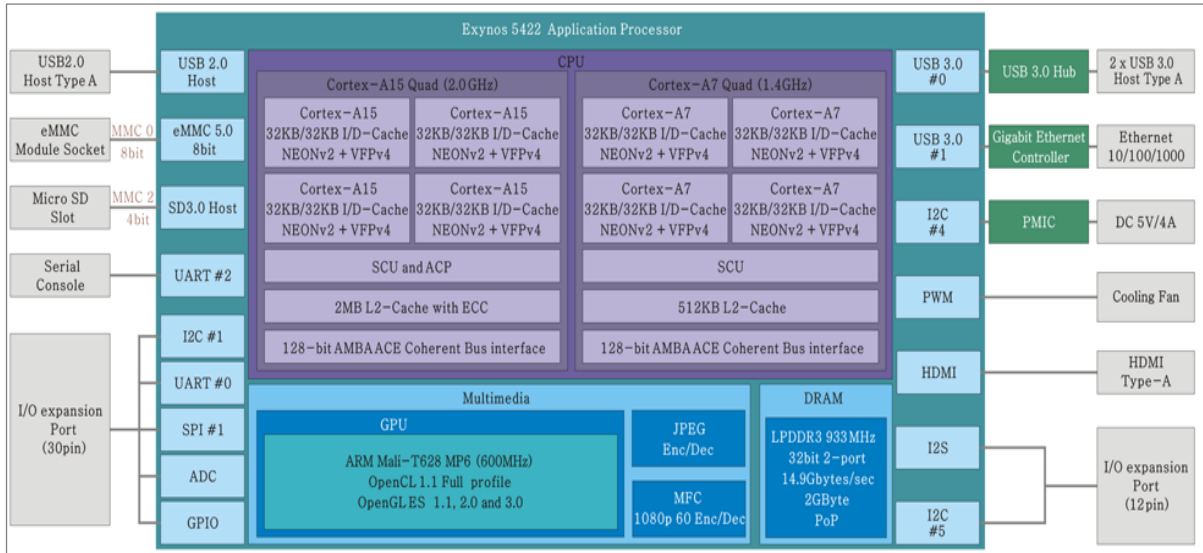 Exynos 5422 Application Processor
USB2.0
Host Type A
USB 2.0
Host
eMMC
Module Socket
MMC 0
8bit
eMMC 5.0
8bit
Micro SD
Slot
MMC 2
4bit
SD3.0 Host
Serial
Console
UART #2
I/O expansion
Port
(30pin)
I2C #1
UART #0
SPI #1
ADC
GPIO
CPU
Cortex-A15 Quad (2.0GHz)
Cortex-A15
32KB/32KB I/D-Cache
NEONv2 + VFPv4
Cortex-A15
32KB/32KB I/D-Cache
NEONv2 + VFPv4
Cortex-A15
32KB/32KB I/D-Cache
NEONv2 + VFPv4
Cortex-A15
32KB/32KB I/D-Cache
NEONv2 + VFPv4
SCU and ACP
2MB L2-Cache with ECC
128-bit AMBA ACE Coherent Bus interface
Cortex-A7 Quad (1.4GHz)
Cortex-A7
32KB/32KB I/D-Cache
NEONv2 + VFPv4
Cortex-A7
32KB/32KB I/D-Cache
NEONv2 + VFPv4
Cortex-A7
32KB/32KB I/D-Cache
NEONv2 + VFPv4
Cortex-A7
32KB/32KB I/D-Cache
NEONv2 + VFPv4
SCU
512KB L2-Cache
128-bit AMBA ACE Coherent Bus interface
Multimedia
GPU
ARM Mali-T628 MP6 (600MHz)
OpenCL 1.1 Full profile
OpenGL ES 1.1, 2.0 and 3.0
JPEG
Enc/Dec
MFC
1080p 60 Enc/Dec
DRAM
LPDDR3 933MHz
32bit 2-port
14.9Gbytes/sec
2GByte
PoP
USB 3.0
#0
USB 3.0 Hub
2 x USB 3.0
Host Type A
USB 3.0
#1
Gigabit Ethernet
Controller
Ethernet
10/100/1000
I2C
#4
PMIC
DC 5V/4A
PWM
Cooling Fan
HDMI
HDMI
Type-A
I2S
I2C
#5
I/O expansion
Port
(12pin)